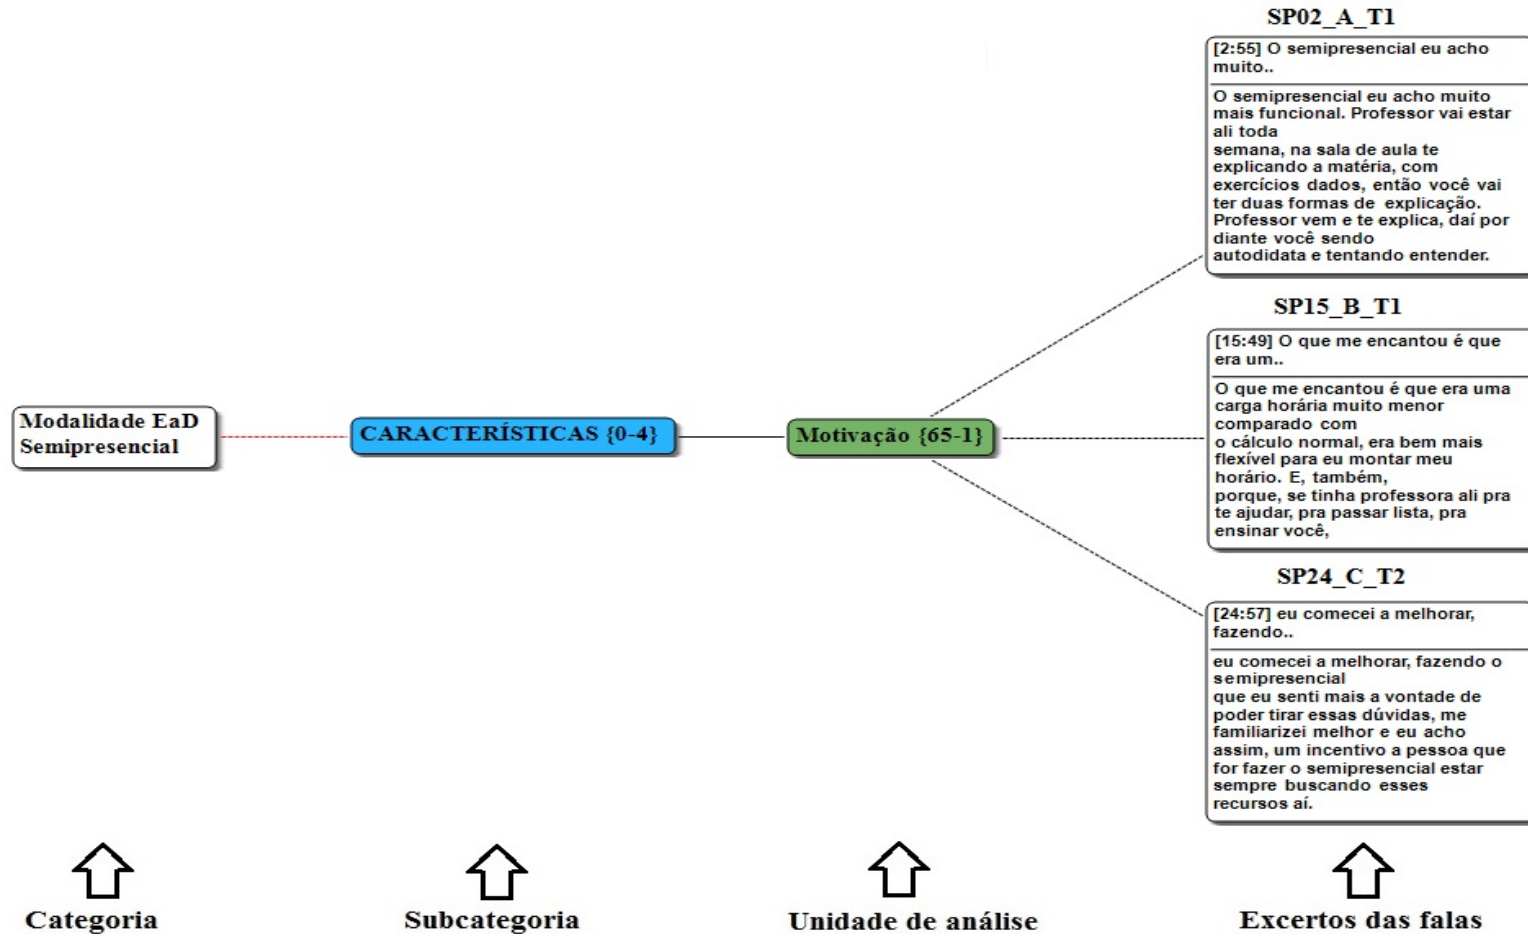 SP02_A_T1
[2:55] O semipresencial eu acho
muito..
O semipresencial eu acho muito
mais funcional. Professor vai estar
ali toda
semana, na sala de aula te
explicando a matéria, com
exercícios dados, então você vai
ter duas formas de explicação.
Professor vem e te explica, daí por
diante você sendo
autodidata e tentando entender.
SP15_B_T1
[15:49] O que me encantou é que
era um..
O que me encantou é que era uma
carga horária muito menor
comparado com
o cálculo normal, era bem mais
flexível para eu montar meu
horário. E, também,
porque, se tinha professora ali pra
te ajudar, pra passar lista, pra
ensinar você,
Modalidade EaD
Semipresencial
CARACTERÍSTICAS {0-4}
Motivação {65-1}
SP24_C_T2
[24:57] eu comecei a melhorar,
fazendo..
eu comecei a melhorar, fazendo o
semipresencial
que eu senti mais a vontade de
poder tirar essas dúvidas, me
familiarizei melhor e eu acho
assim, um incentivo a pessoa que
for fazer o semipresencial estar
sempre buscando esses
recursos aí.
Categoria
Subcategoria
Unidade de análise
Excertos das falas